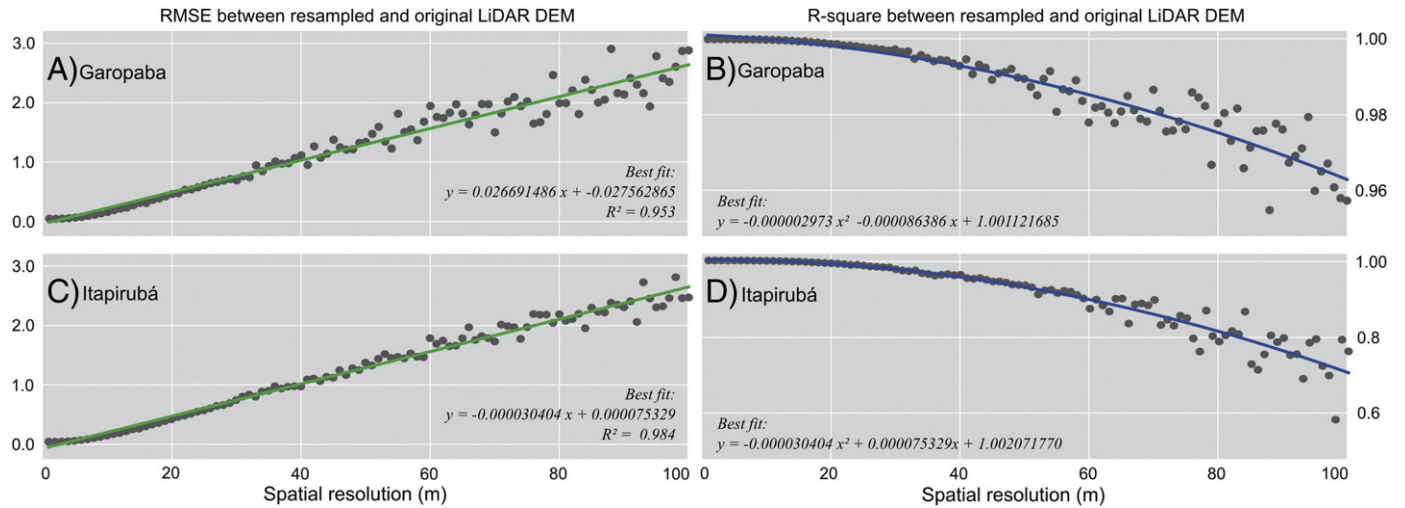 RMSE between resampled and original LiDAR DEM
R-square between resampled and original LiDAR DEM
A) Garopaba
3.0
2.0
1.0
0.0
Best fit:
y = 0.026691486 x + -0.027562865
R² = 0.953
B) Garopaba
1.00
0.98
0.96
Best fit:
y = -0.000002973 x² -0.000086386 x + 1.001121685
C) Itapirubá
3.0
2.0
1.0
0.0
Best fit:
y = -0.000030404 x + 0.000075329
R² = 0.984
D) Itapirubá
1.00
0.8
0.6
Best fit:
y = -0.000030404 x² + 0.000075329x + 1.002071770
0 20 40 60 80 100
0 20 40 60 80 100
Spatial resolution (m)
Spatial resolution (m)